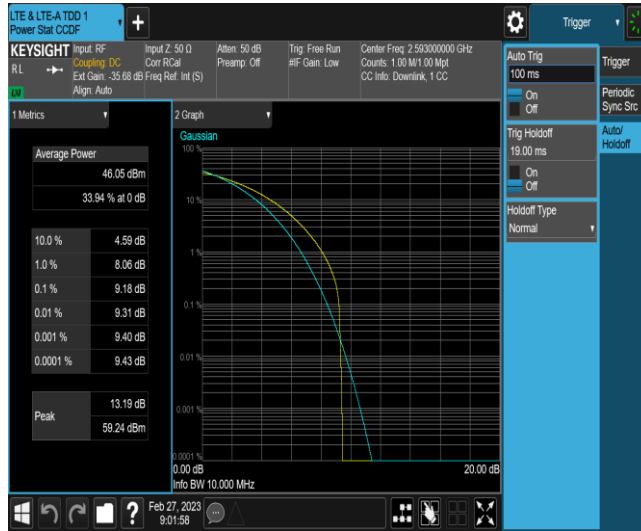 LTE & LTE-A TDD 1
Power Stat CCDF
Trigger
KEYSIGHT
RL
LXI
Input: RF
Coupling: DC
Ext Gain: -35.68 dB
Align: Auto
Input Z: 50 Ω
Corr RCal
Freq Ref: Int (S)
Atten: 50 dB
Preamp: Off
Trig: Free Run
#IF Gain: Low
Center Freq: 2.593000000 GHz
Counts: 1.00 M/1.00 Mpt
CC Info: Downlink, 1 CC
1 Metrics
Average Power
46.05 dBm
33.94 % at 0 dB
10.0 % 4.59 dB
1.0 % 8.06 dB
0.1 % 9.18 dB
0.01 % 9.31 dB
0.001 % 9.40 dB
0.0001 % 9.43 dB
Peak
13.19 dB
59.24 dBm
2 Graph
Gaussian
100 %
10 %
1 %
0.1 %
0.01 %
0.001 %
0.0001 %
0.00 dB 20.00 dB
Info BW 10.000 MHz
Auto Trig
100 ms
On
Off
Trig Holdoff
19.00 ms
On
Off
Holdoff Type
Normal
Trigger
Periodic
Sync Src
Auto/
Holdoff
?
Feb 27, 2023
9:01:58